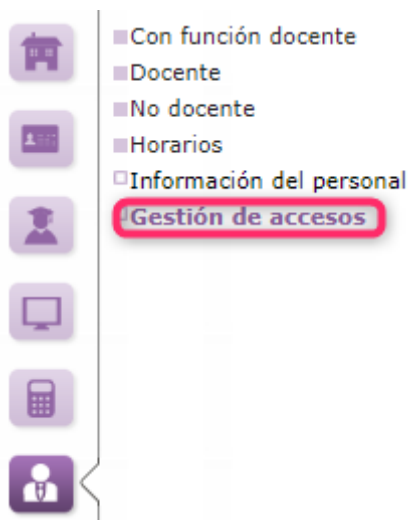 Con función docente
Docente
No docente
Horarios
Información del personal
Gestión de accesos